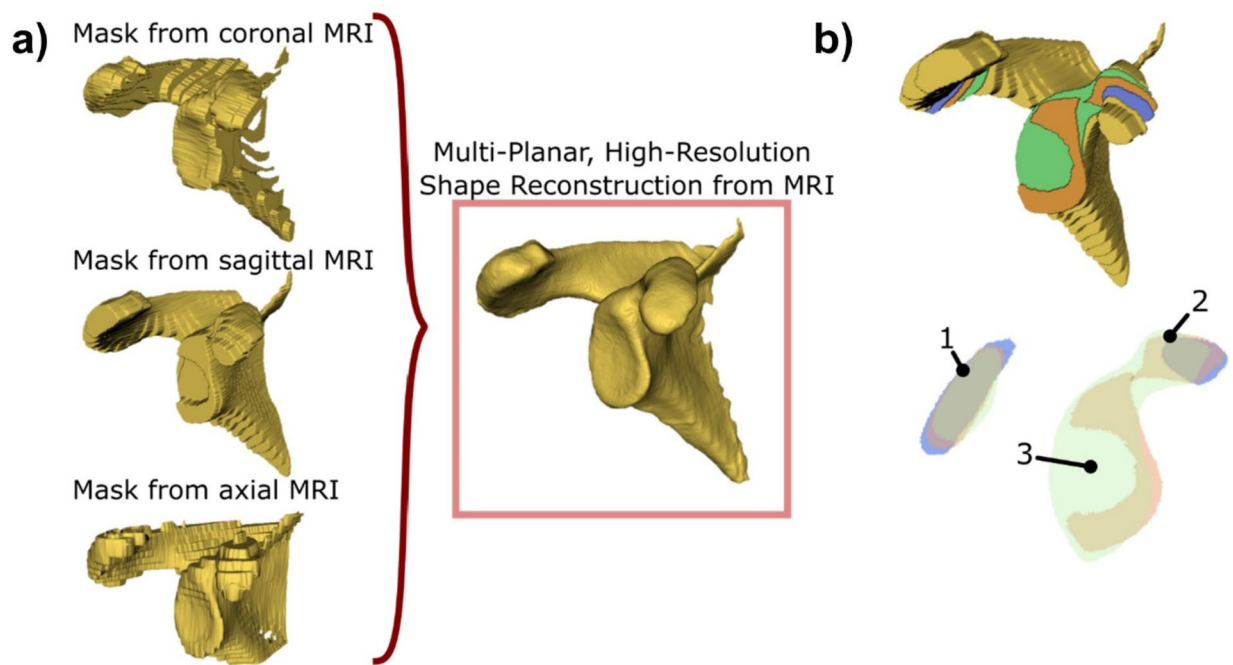 a)
Mask from coronal MRI
Mask from sagittal MRI
Mask from axial MRI
Multi-Planar, High-Resolution
Shape Reconstruction from MRI
b)
1
2
3